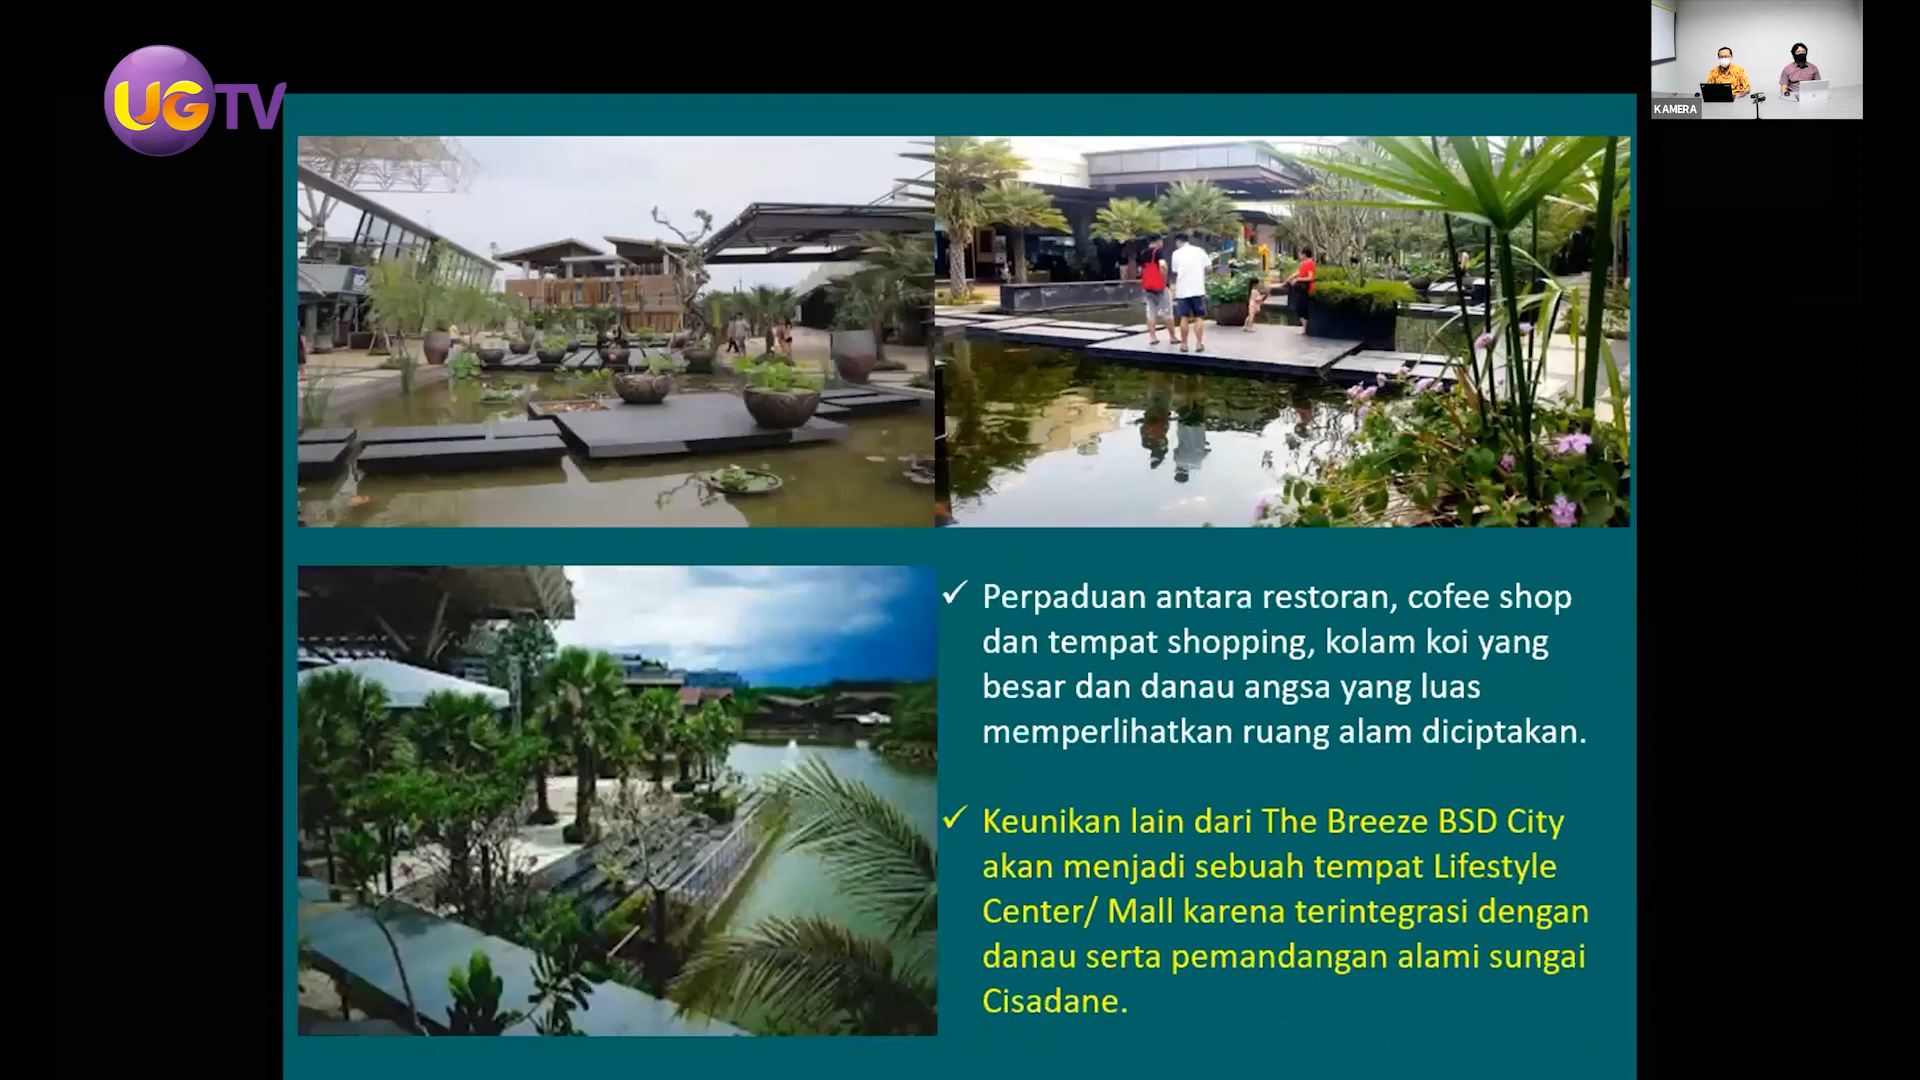 UGTV
KAMERA
Perpaduan antara restoran, cofee shop
dan tempat shopping, kolam koi yang
besar dan danau angsa yang luas
memperlihatkan ruang alam diciptakan.
Keunikan lain dari The Breeze BSD City
akan menjadi sebuah tempat Lifestyle
Center/ Mall karena terintegrasi dengan
danau serta pemandangan alami sungai
Cisadane.